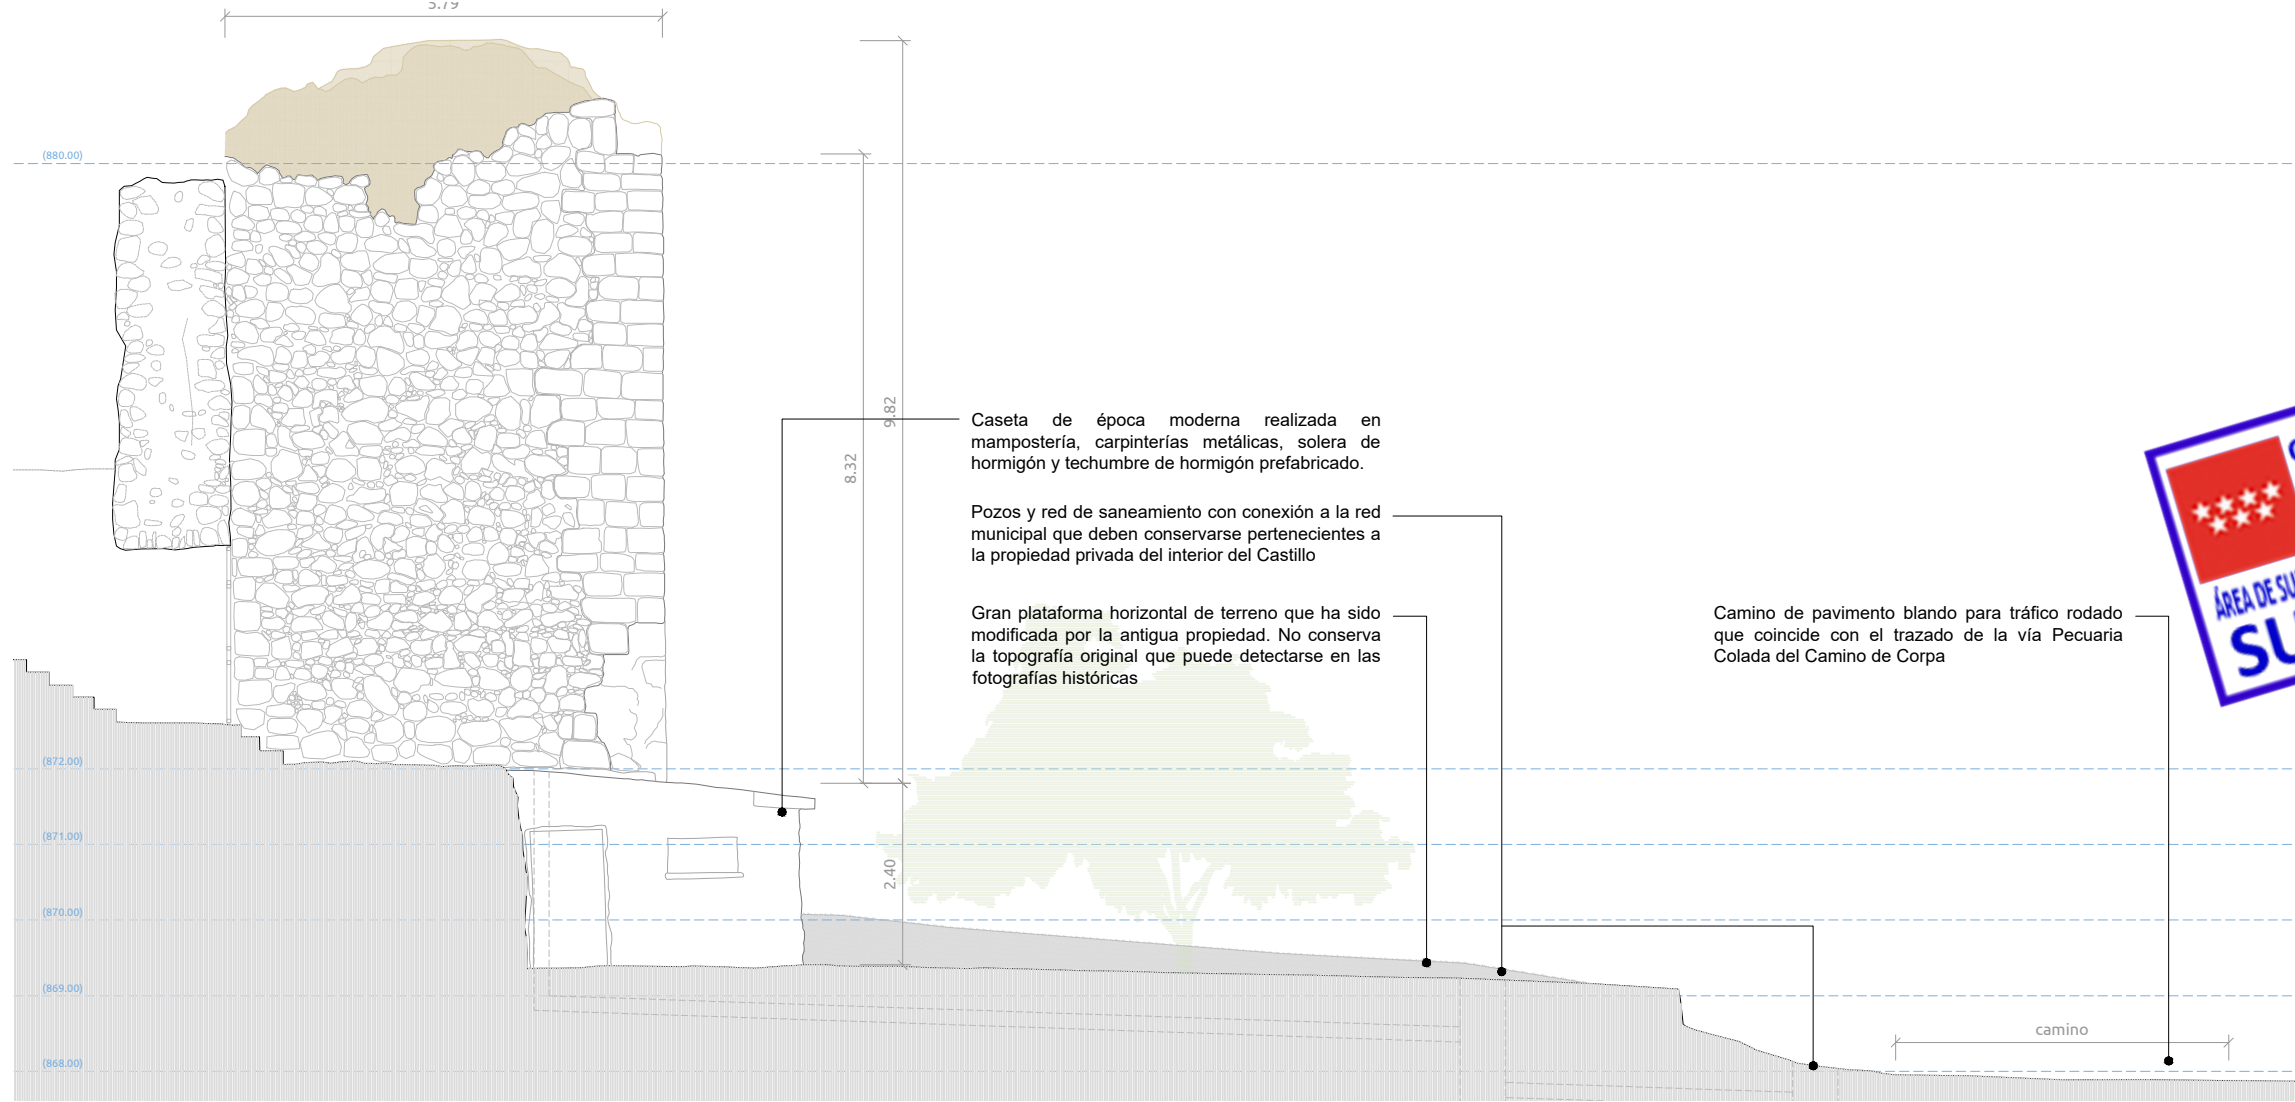 5.79
(880.00)
9.82
8.32
Caseta de época moderna realizada en
mampostería, carpinterías metálicas, solera de
hormigón y techumbre de hormigón prefabricado.
Pozos y red de saneamiento con conexión a la red
municipal que deben conservarse pertenecientes a
la propiedad privada del interior del Castillo
Gran plataforma horizontal de terreno que ha sido
modificada por la antigua propiedad. No conserva
la topografía original que puede detectarse en las
fotografías históricas
Camino de pavimento blando para tráfico rodado
que coincide con el trazado de la vía Pecuaria
Colada del Camino de Corpa
ÁREA DE
(872.00)
(871.00)
2.40
(870.00)
(869.00)
camino
(868.00)